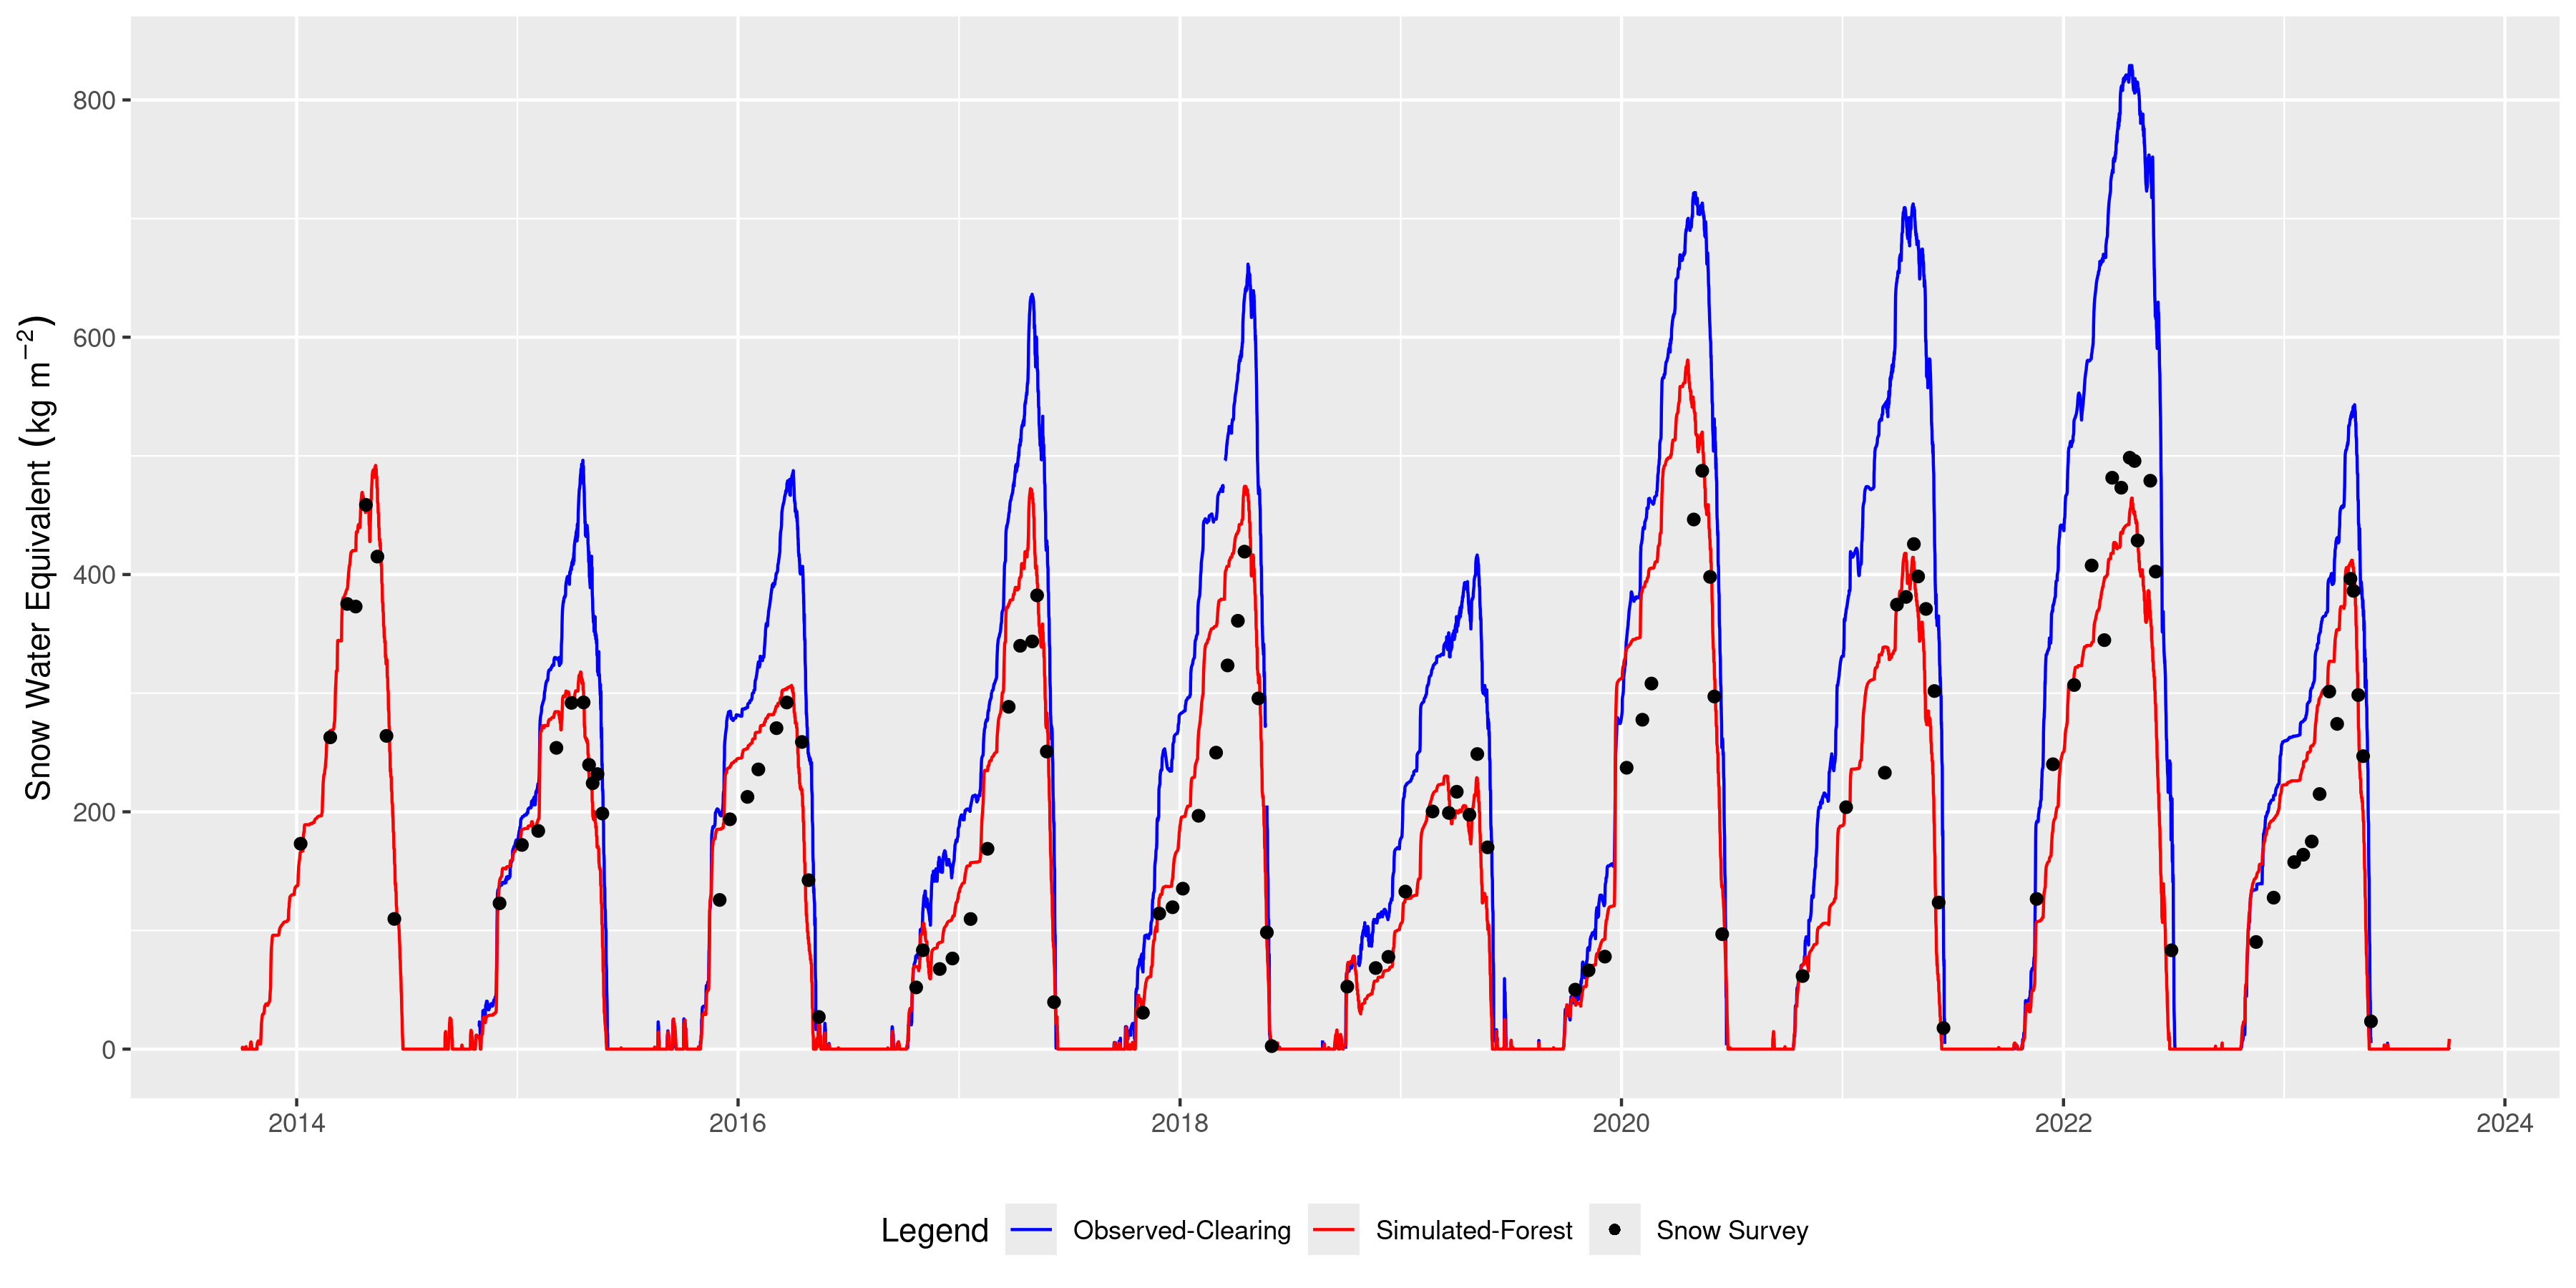 Snow Water Equivalent (kg m⁻²)
800
600
400
200
0
2014 2016 2018 2020 2022 2024
Legend Observed-Clearing Simulated-Forest Snow Survey